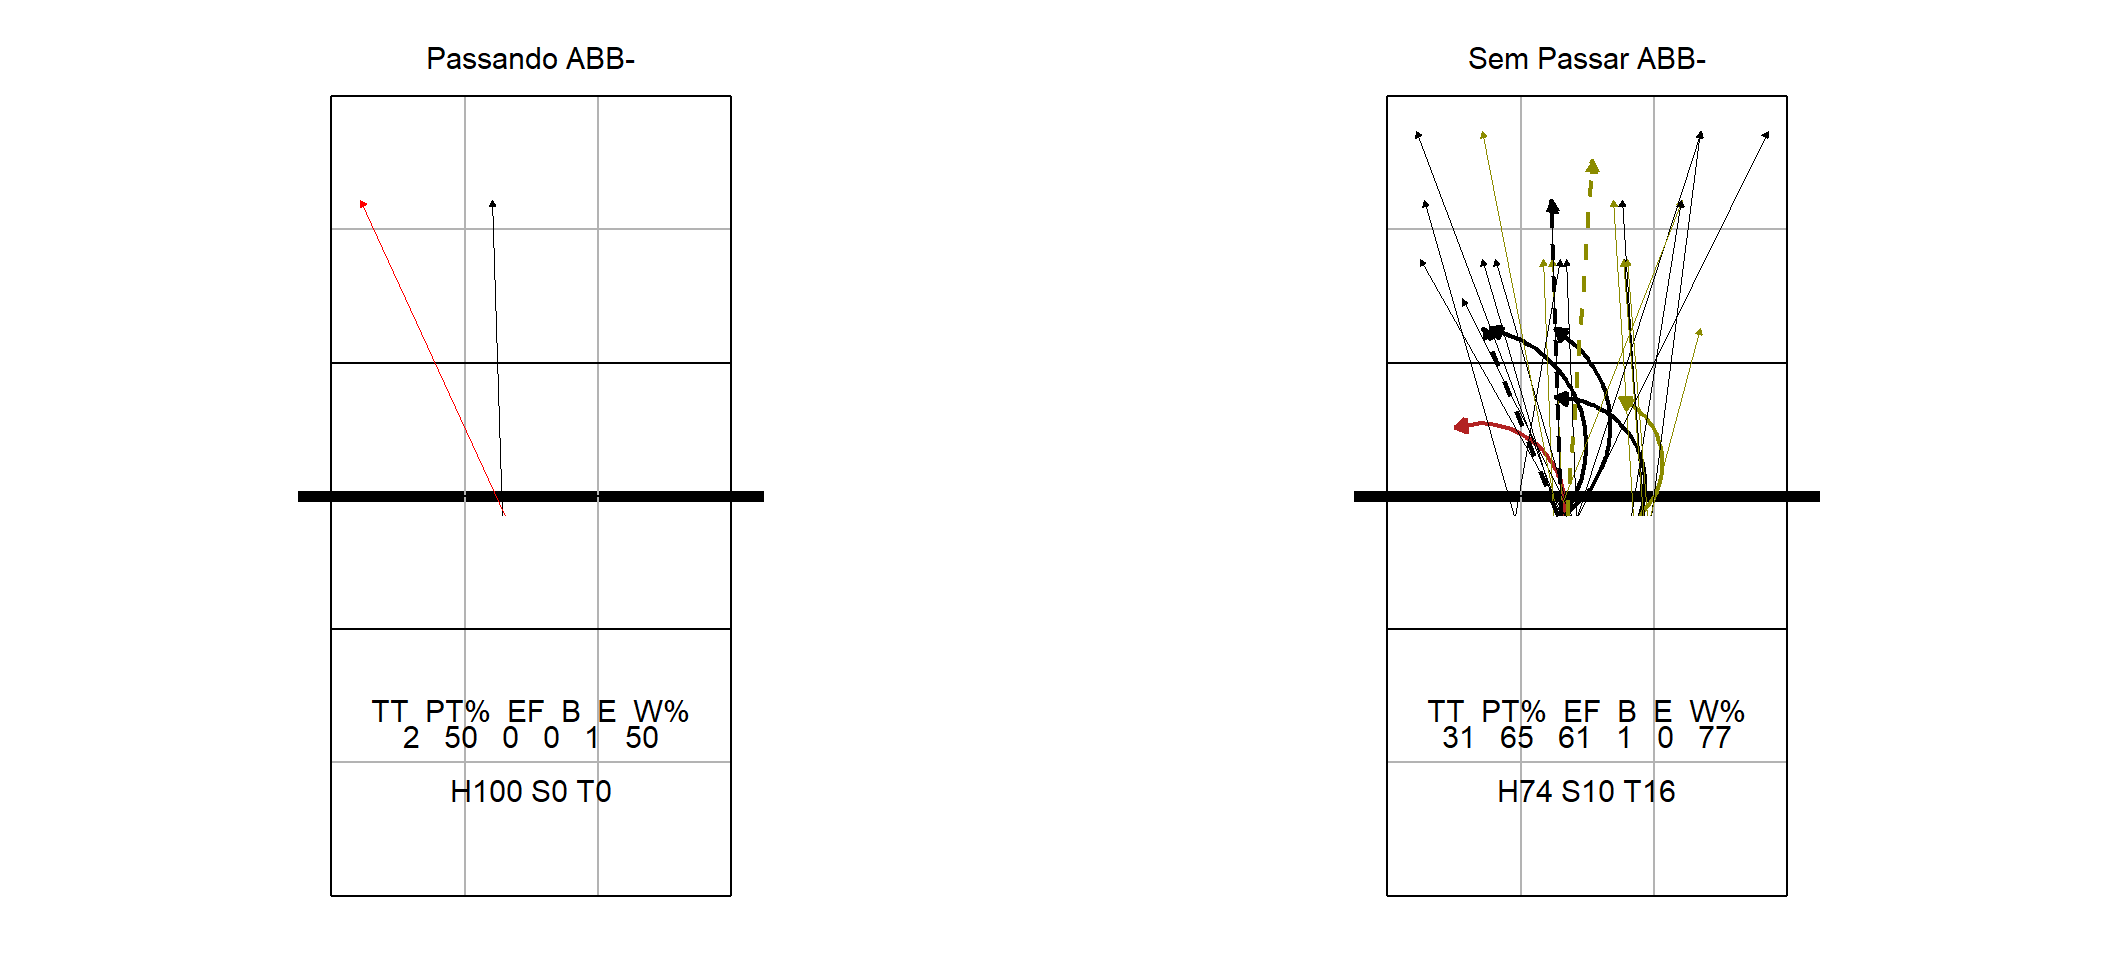 Passando ABB-
TT PT% EF B E W%
2 50 0 0 1 50
H100 S0 T0
Sem Passar ABB-
TT PT% EF B E W%
31 65 61 1 0 77
H74 S10 T16